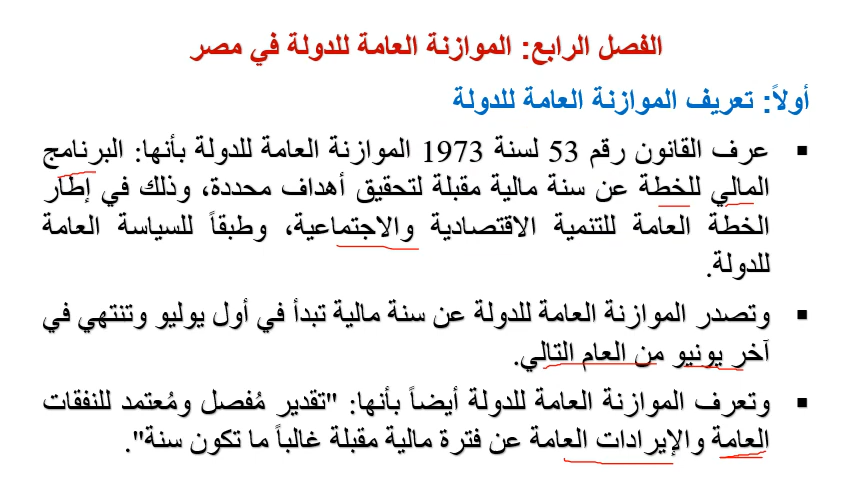 الفصل الرابع: الموازنة العامة للدولة في مصر
أولاً: تعريف الموازنة العامة للدولة
▪ عرف القانون رقم 53 لسنة 1973 الموازنة العامة للدولة بأنها: البرنامج
المالي للخطة عن سنة مالية مقبلة لتحقيق أهداف محددة، وذلك في إطار
الخطة العامة للتنمية الاقتصادية والاجتماعية، وطبقاً للسياسة العامة
للدولة.
▪ وتصدر الموازنة العامة للدولة عن سنة مالية تبدأ في أول يوليو وتنتهي في
آخر يونيو من العام التالي.
▪ وتعرف الموازنة العامة للدولة أيضاً بأنها: "تقدير مُفصل ومُعتمد للنفقات
العامة والإيرادات العامة عن فترة مالية مقبلة غالباً ما تكون سنة".